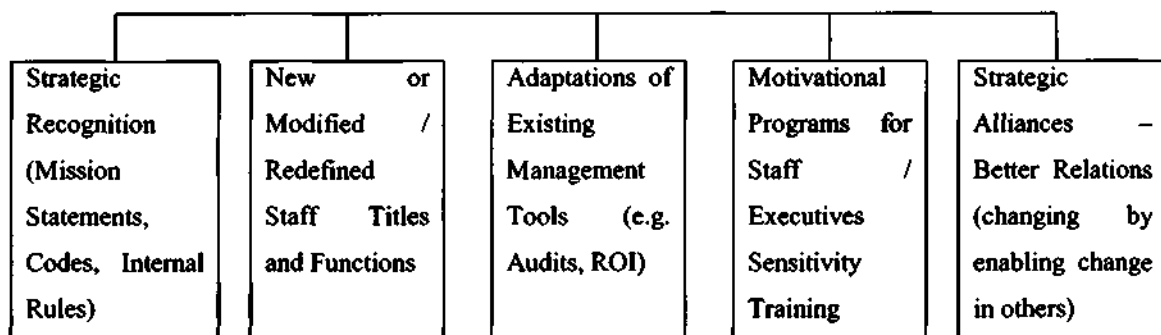 Strategic
Recognition
(Mission
Statements,
Codes, Internal
Rules)
New or
Modified /
Redefined
Staff Titles
and Functions
Adaptations of
Existing
Management
Tools (e.g.
Audits, ROI)
Motivational
Programs for
Staff /
Executives
Sensitivity
Training
Strategic
Alliances –
Better Relations
(changing by
enabling change
in others)